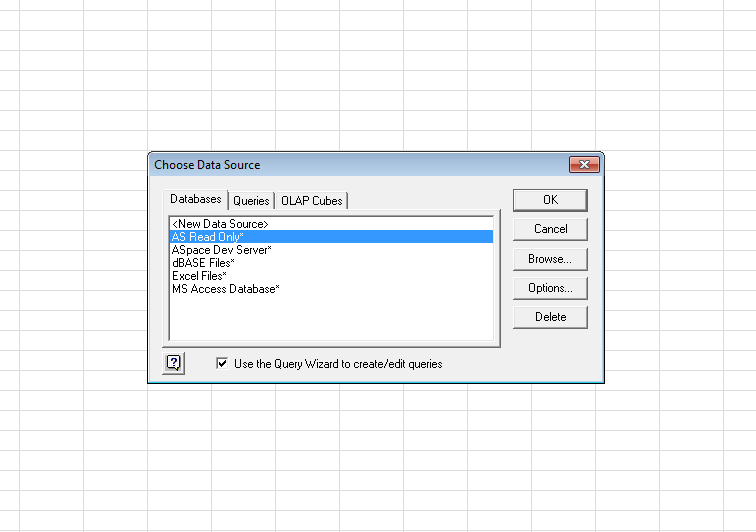 Choose Data Source
Databases Queries OLAP Cubes
<New Data Source>
AS Read Only*
ASpace Dev Server*
dBASE Files*
Excel Files*
MS Access Database*
OK
Cancel
Browse...
Options...
Delete
?
Use the Query Wizard to create/edit queries